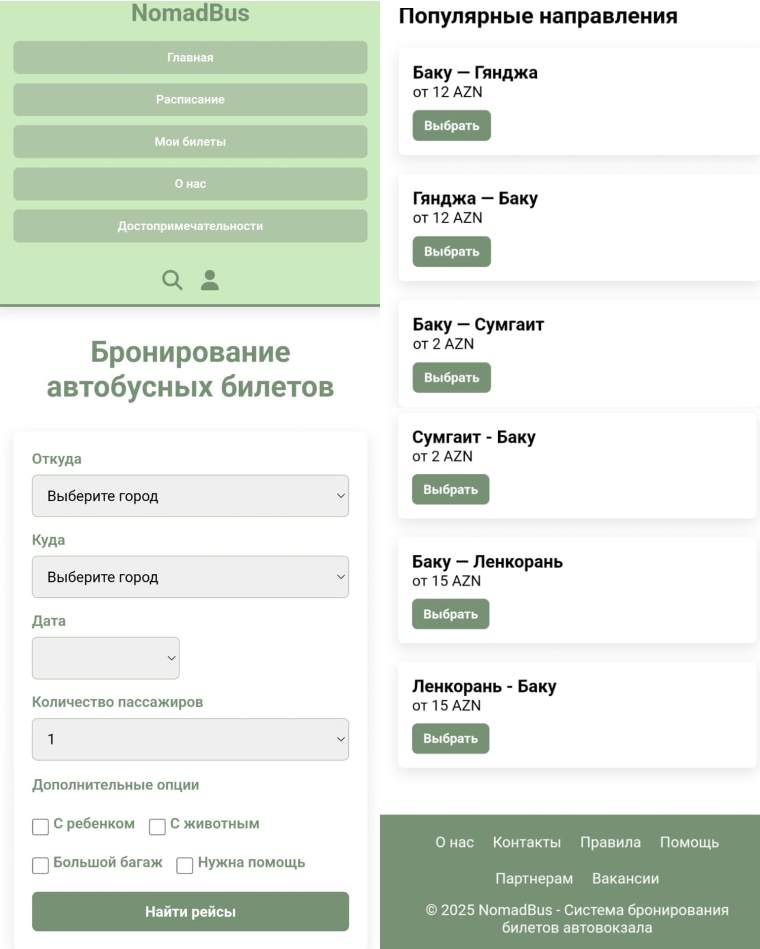 NomadBus
Главная
Расписание
Мои билеты
О нас
Достопримечательности
Бронирование
автобусных билетов
Откуда
Выберите город
Куда
Выберите город
Дата
Количество пассажиров
1
Дополнительные опции
С ребенком С животным
Большой багаж Нужна помощь
Найти рейсы
Популярные направления
Баку — Гянджа
от 12 AZN
Выбрать
Гянджа — Баку
от 12 AZN
Выбрать
Баку — Сумгаит
от 2 AZN
Выбрать
Сумгаит - Баку
от 2 AZN
Выбрать
Баку — Ленкорань
от 15 AZN
Выбрать
Ленкорань - Баку
от 15 AZN
Выбрать
О нас Контакты Правила Помощь
Партнерам Вакансии
© 2025 NomadBus - Система бронирования
билетов автовокзала